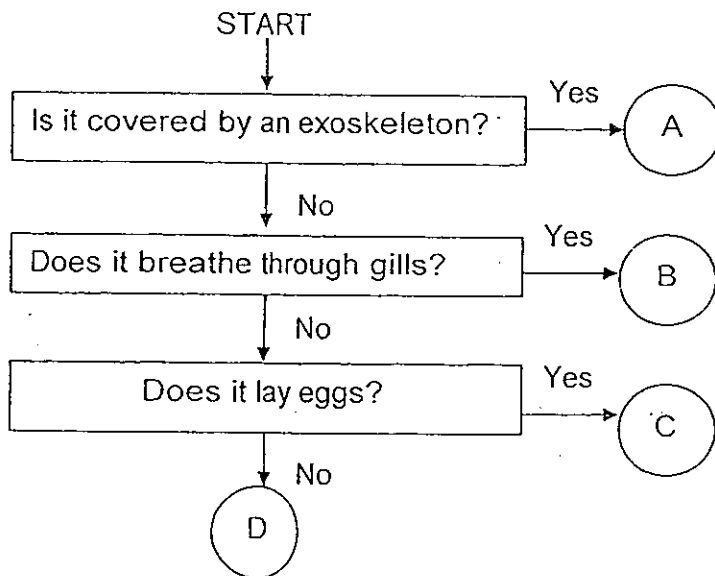 START
Is it covered by an exoskeleton?
Yes
A
No
Does it breathe through gills?
Yes
B
No
Does it lay eggs?
Yes
C
No
D